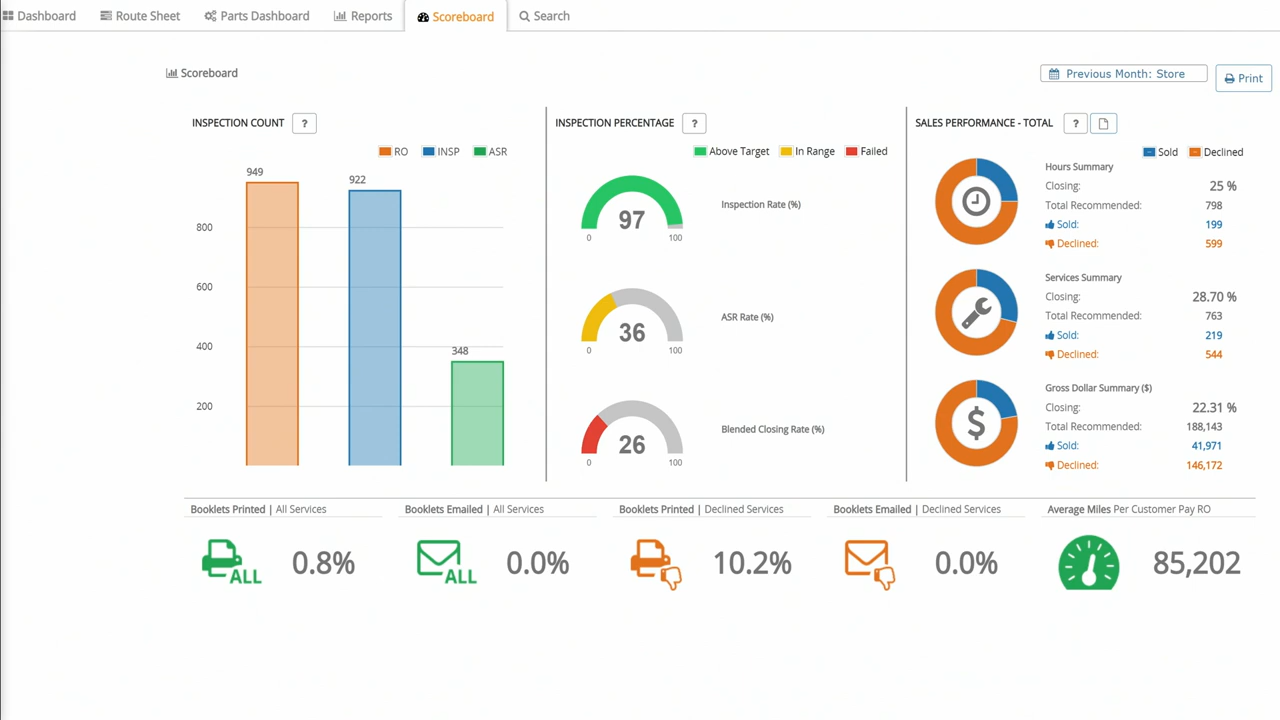 Dashboard
Route Sheet
Parts Dashboard
Reports
Scoreboard
Search
Scoreboard
Previous Month: Store
Print
INSPECTION COUNT ?
RO INSP ASR
949
922
800
600
400
348
200
INSPECTION PERCENTAGE ?
Above Target In Range Failed
97
0 100
Inspection Rate (%)
36
0 100
ASR Rate (%)
26
0 100
Blended Closing Rate (%)
SALES PERFORMANCE - TOTAL ?
Sold Declined
Hours Summary
Closing: 25 %
Total Recommended: 798
Sold: 199
Declined: 599
Services Summary
Closing: 28.70 %
Total Recommended: 763
Sold: 219
Declined: 544
Gross Dollar Summary ($)
Closing: 22.31 %
Total Recommended: 188,143
Sold: 41,971
Declined: 146,172
$
Booklets Printed | All Services
ALL 0.8%
Booklets Emailed | All Services
ALL 0.0%
Booklets Printed | Declined Services
10.2%
Booklets Emailed | Declined Services
0.0%
Average Miles Per Customer Pay RO
85,202